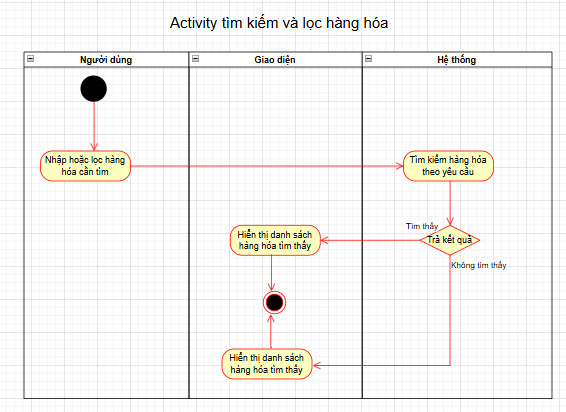 Activity tìm kiếm và lọc hàng hóa
Người dùng
Giao diện
Hệ thống
Nhập hoặc lọc hàng
hóa cần tìm
Tìm kiếm hàng hóa
theo yêu cầu
Tìm thấy
Trả kết quả
Hiển thị danh sách
hàng hóa tìm thấy
Không tìm thấy
Hiển thị danh sách
hàng hóa tìm thấy